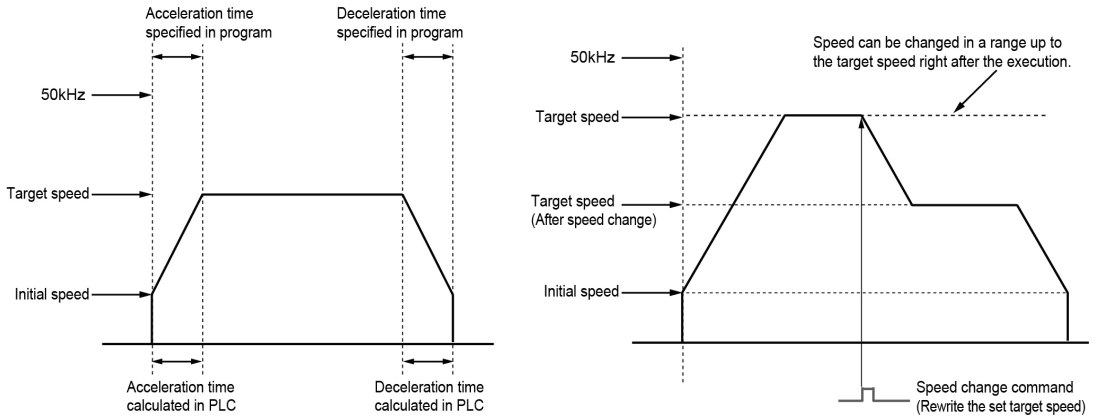 Acceleration time
specified in program
Deceleration time
specified in program
50kHz
Target speed
Initial speed
Acceleration time
calculated in PLC
Deceleration time
calculated in PLC
Speed can be changed in a range up to
the target speed right after the execution.
50kHz
Target speed
Target speed
(After speed change)
Initial speed
Speed change command
(Rewrite the set target speed)